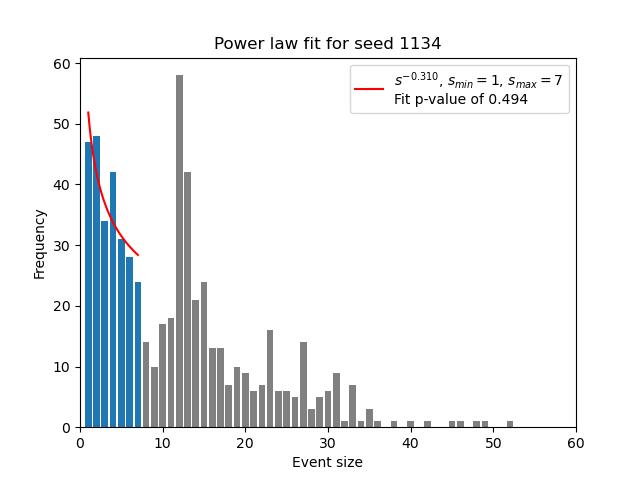 Power law fit for seed 1134
s^{-0.310}, s_{min} = 1, s_{max} = 7
Fit p-value of 0.494
60
50
40
30
20
10
0
Frequency
0 10 20 30 40 50 60
Event size